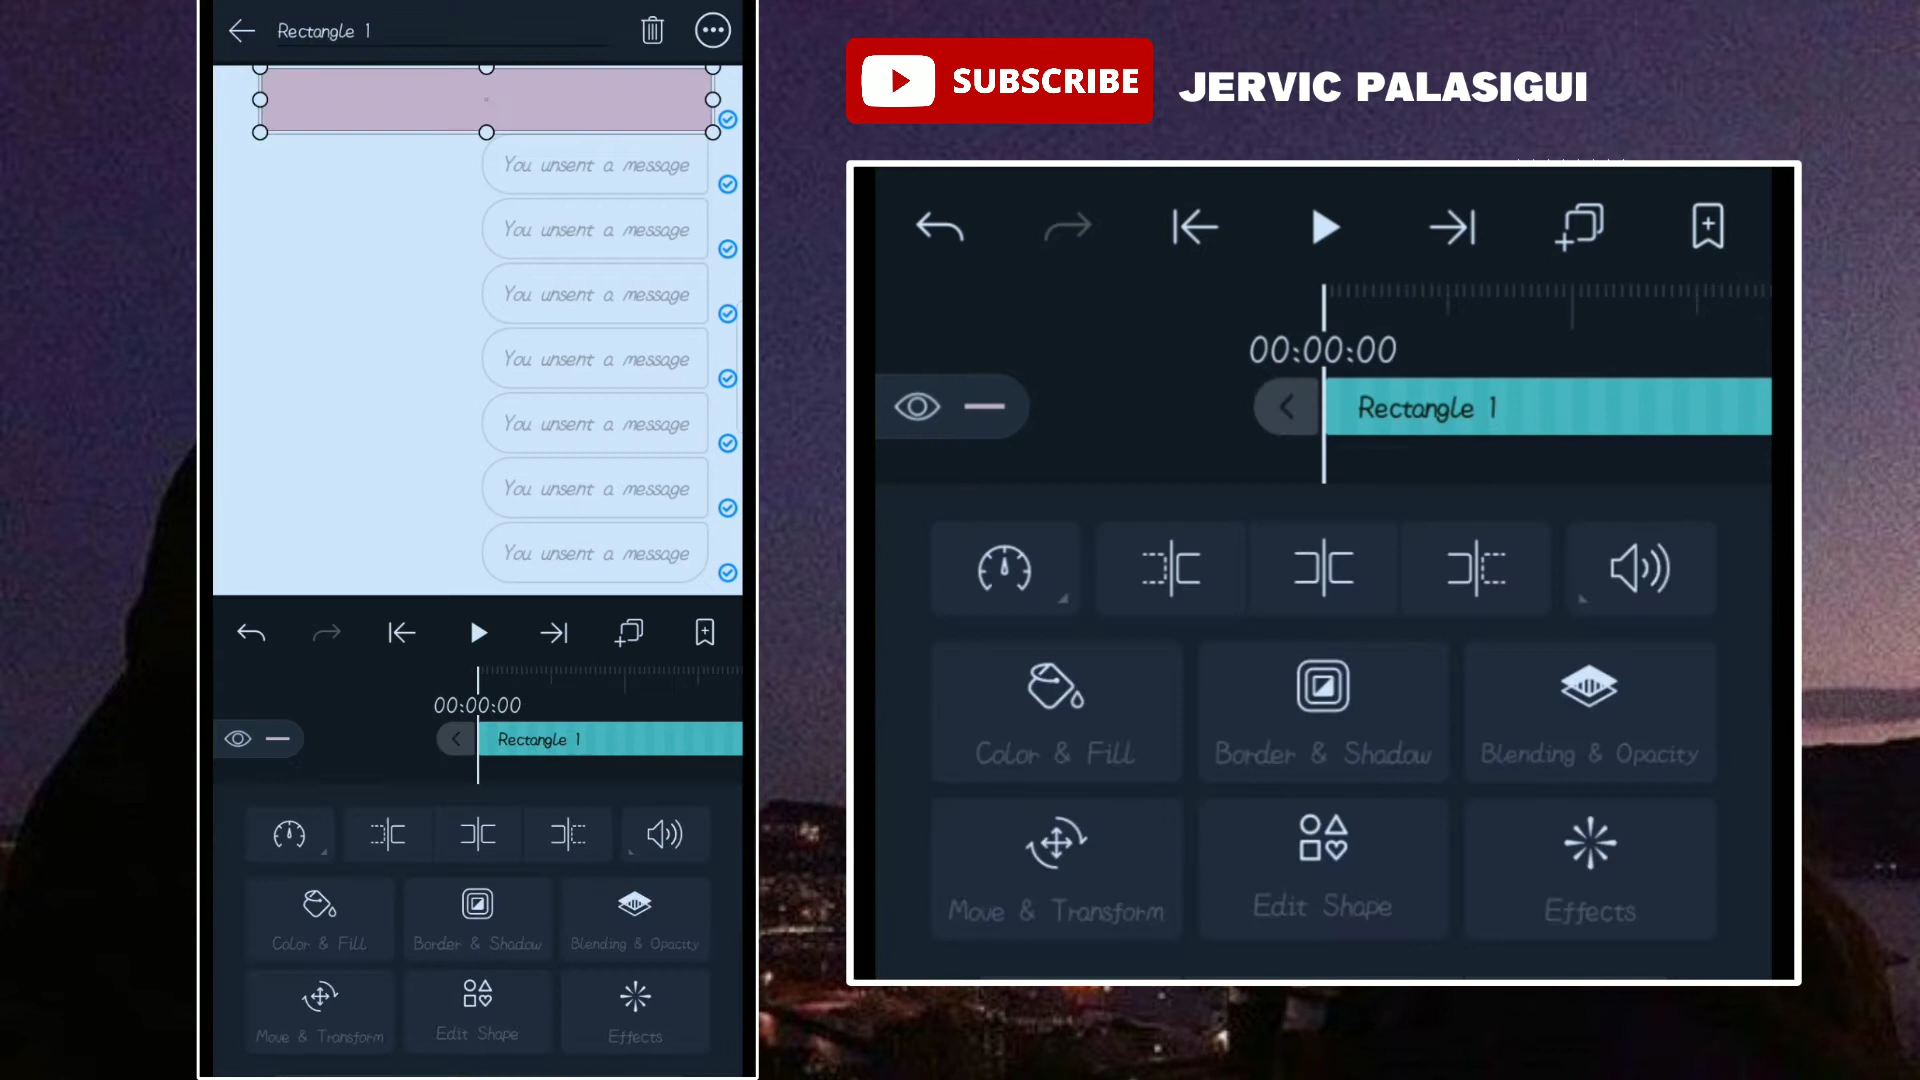 Rectangle 1
You unsent a message
You unsent a message
You unsent a message
You unsent a message
You unsent a message
You unsent a message
You unsent a message
00:00:00
Rectangle 1
Color & Fill
Border & Shadow
Blending & Opacity
Move & Transform
Edit Shape
Effects
SUBSCRIBE
JERVIC PALASIGUI
00:00:00
Rectangle 1
Color & Fill
Border & Shadow
Blending & Opacity
Move & Transform
Edit Shape
Effects